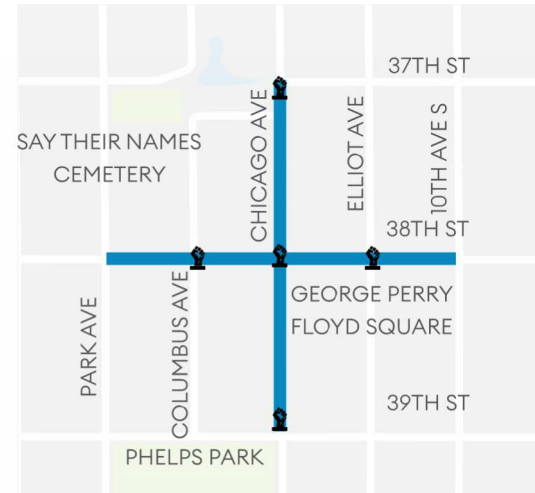 37TH ST
SAY THEIR NAMES
CEMETERY
CHICAGO AVE
ELLIOT AVE
10TH AVE S
38TH ST
GEORGE PERRY
FLOYD SQUARE
PARK AVE
COLUMBUS AVE
39TH ST
PHELPS PARK